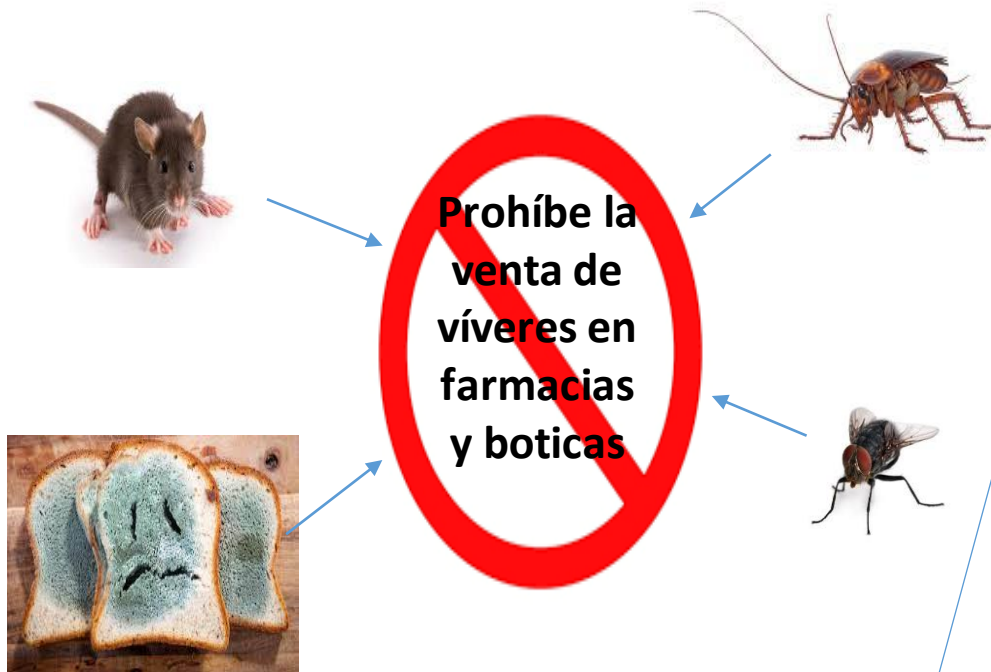 Prohíbe la
venta de
víveres en
farmacias
y boticas